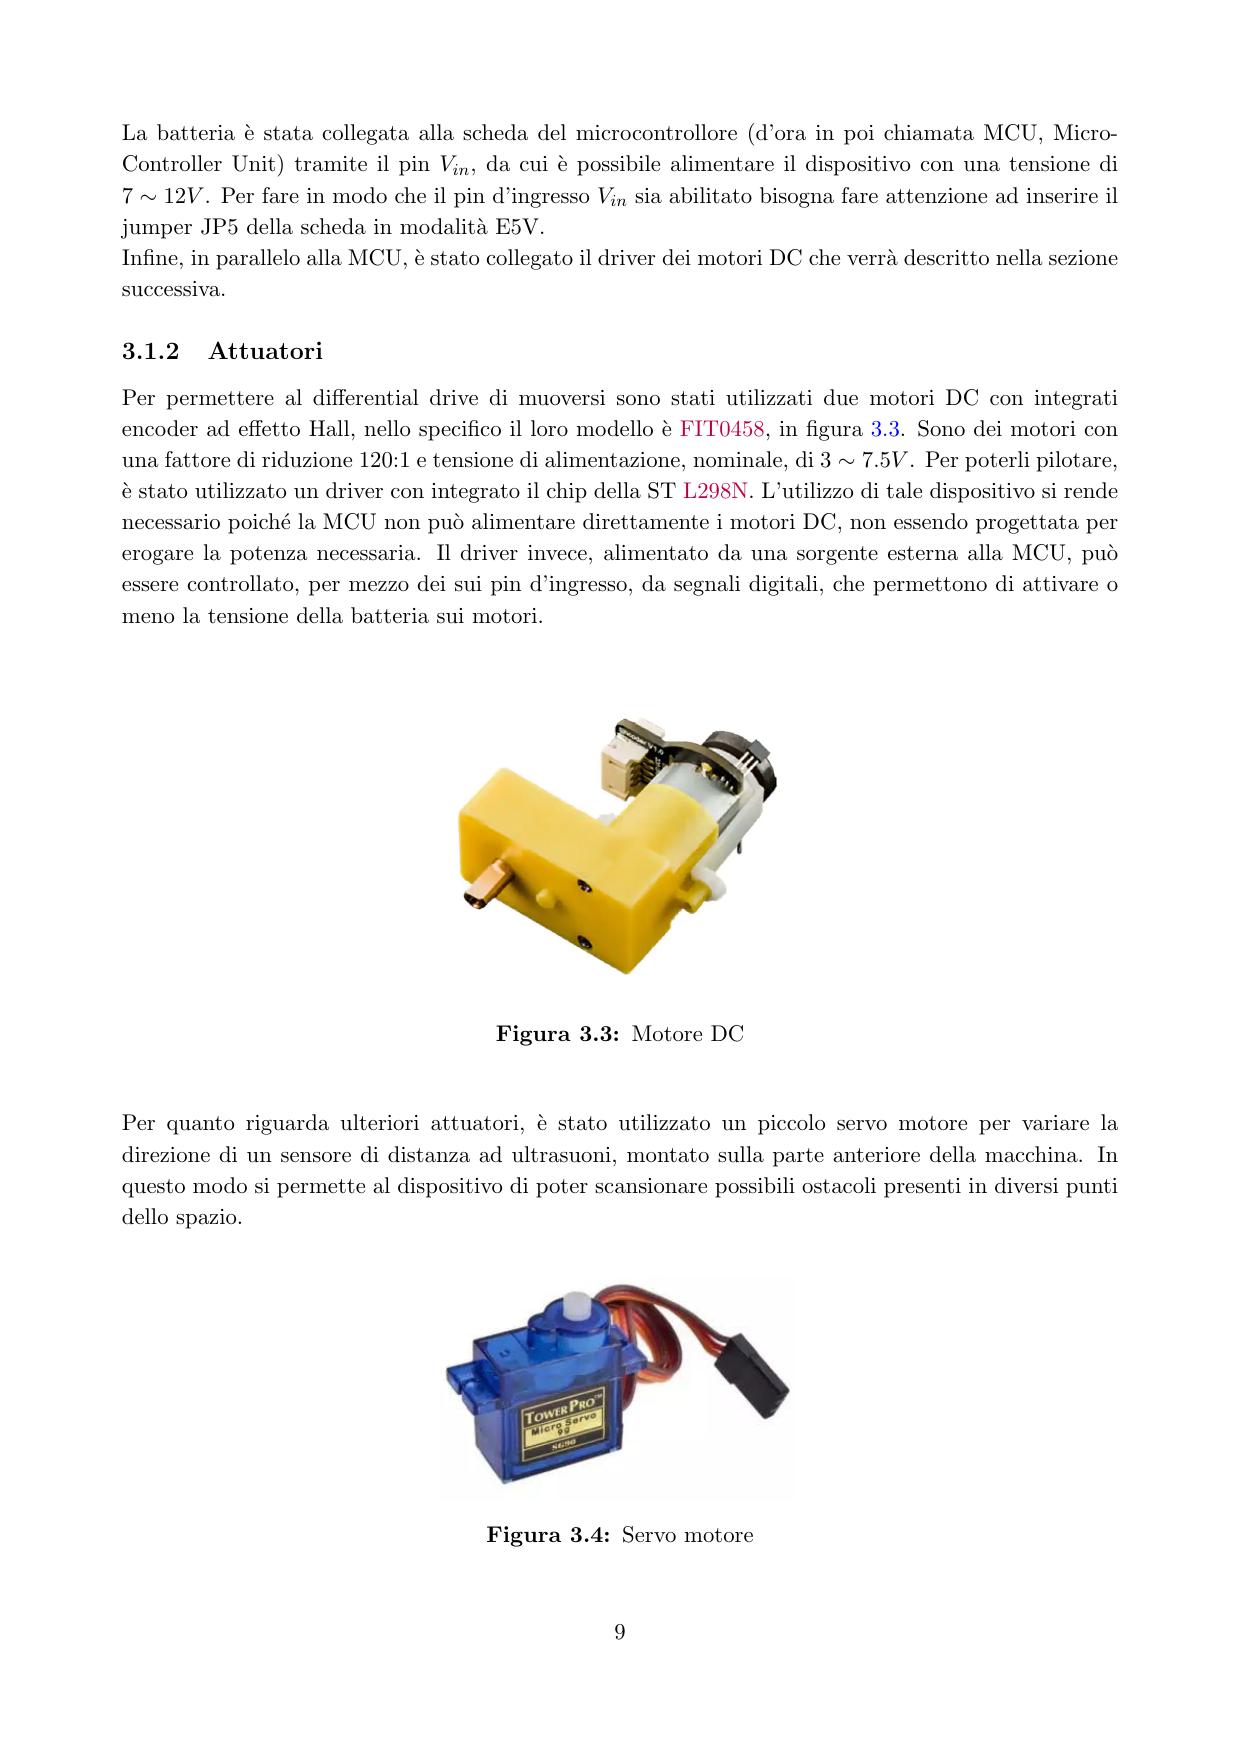 La batteria è stata collegata alla scheda del microcontrollore (d'ora in poi chiamata MCU, Micro-
Controller Unit) tramite il pin Vin, da cui è possibile alimentare il dispositivo con una tensione di
7 ∼ 12V. Per fare in modo che il pin d'ingresso Vin sia abilitato bisogna fare attenzione ad inserire il
jumper JP5 della scheda in modalità E5V.
Infine, in parallelo alla MCU, è stato collegato il driver dei motori DC che verrà descritto nella sezione
successiva.
3.1.2 Attuatori
Per permettere al differential drive di muoversi sono stati utilizzati due motori DC con integrati
encoder ad effetto Hall, nello specifico il loro modello è FIT0458, in figura 3.3. Sono dei motori con
una fattore di riduzione 120:1 e tensione di alimentazione, nominale, di 3 ∼ 7.5V. Per poterli pilotare,
è stato utilizzato un driver con integrato il chip della ST L298N. L'utilizzo di tale dispositivo si rende
necessario poiché la MCU non può alimentare direttamente i motori DC, non essendo progettata per
erogare la potenza necessaria. Il driver invece, alimentato da una sorgente esterna alla MCU, può
essere controllato, per mezzo dei sui pin d'ingresso, da segnali digitali, che permettono di attivare o
meno la tensione della batteria sui motori.
Figura 3.3: Motore DC
Per quanto riguarda ulteriori attuatori, è stato utilizzato un piccolo servo motore per variare la
direzione di un sensore di distanza ad ultrasuoni, montato sulla parte anteriore della macchina. In
questo modo si permette al dispositivo di poter scansionare possibili ostacoli presenti in diversi punti
dello spazio.
TOWER PRO™
Micro Servo
9g
SG90
Figura 3.4: Servo motore
9